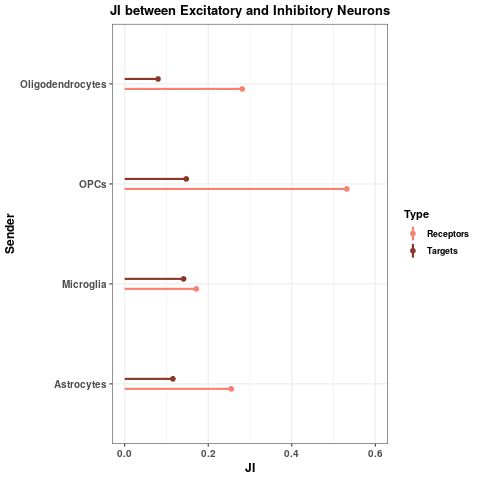 JI between Excitatory and Inhibitory Neurons
Sender
Oligodendrocytes
OPCs
Microglia
Astrocytes
0.0 0.2 0.4 0.6
JI
Type
Receptors
Targets